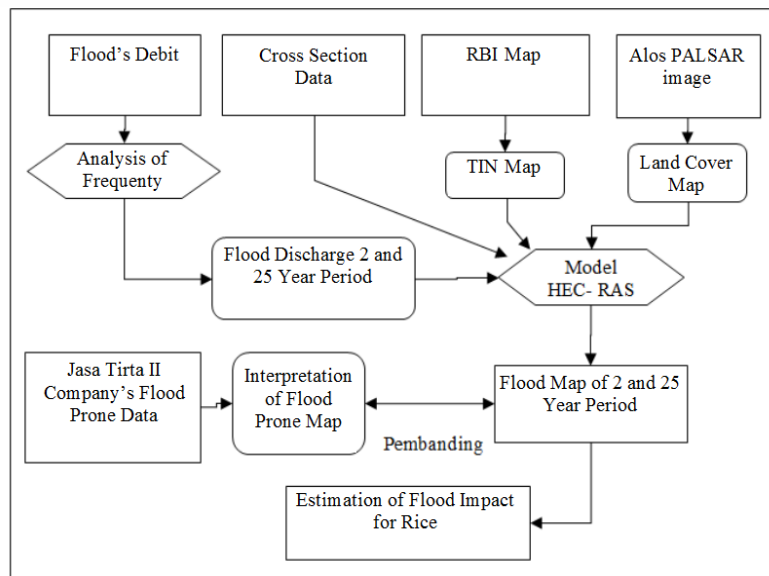 Flood's Debit
Cross Section
Data
RBI Map
Alos PALSAR
image
Analysis of
Frequenty
TIN Map
Land Cover
Map
Flood Discharge 2 and
25 Year Period
Model
HEC- RAS
Jasa Tirta II
Company's Flood
Prone Data
Interpretation
of Flood
Prone Map
Flood Map of 2 and 25
Year Period
Pembanding
Estimation of Flood Impact
for Rice